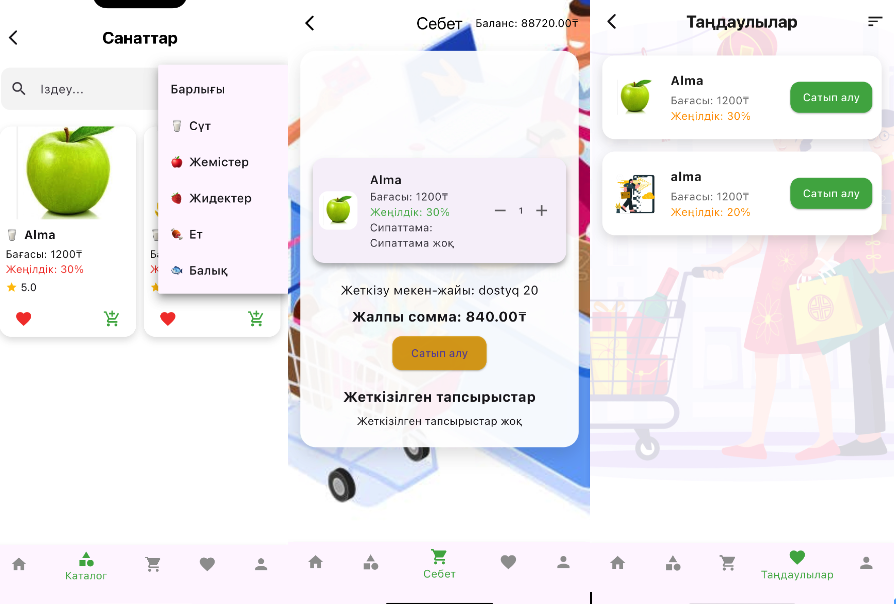 Санаттар
Іздеу...
Барлығы
Сүт
Жемістер
Жидектер
Ет
Балық
Alma
Бағасы: 1200₸
Жеңілдік: 30%
5.0
Б
Ж
Каталог
Себет
Баланс: 88720.00₸
Alma
Бағасы: 1200₸
Жеңілдік: 30%
Сипаттама:
Сипаттама жоқ
1
Жеткізу мекен-жайы: dostyq 20
Жалпы сомма: 840.00₸
Сатып алу
Жеткізілген тапсырыстар
Жеткізілген тапсырыстар жоқ
Себет
Таңдаулылар
Alma
Бағасы: 1200₸
Жеңілдік: 30%
Сатып алу
alma
Бағасы: 1200₸
Жеңілдік: 20%
Сатып алу
Таңдаулылар